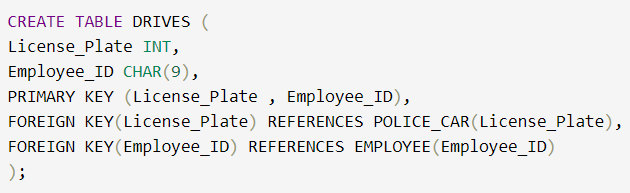 CREATE TABLE DRIVES (
License_Plate INT,
Employee_ID CHAR(9),
PRIMARY KEY (License_Plate , Employee_ID),
FOREIGN KEY(License_Plate) REFERENCES POLICE_CAR(License_Plate),
FOREIGN KEY(Employee_ID) REFERENCES EMPLOYEE(Employee_ID)
);